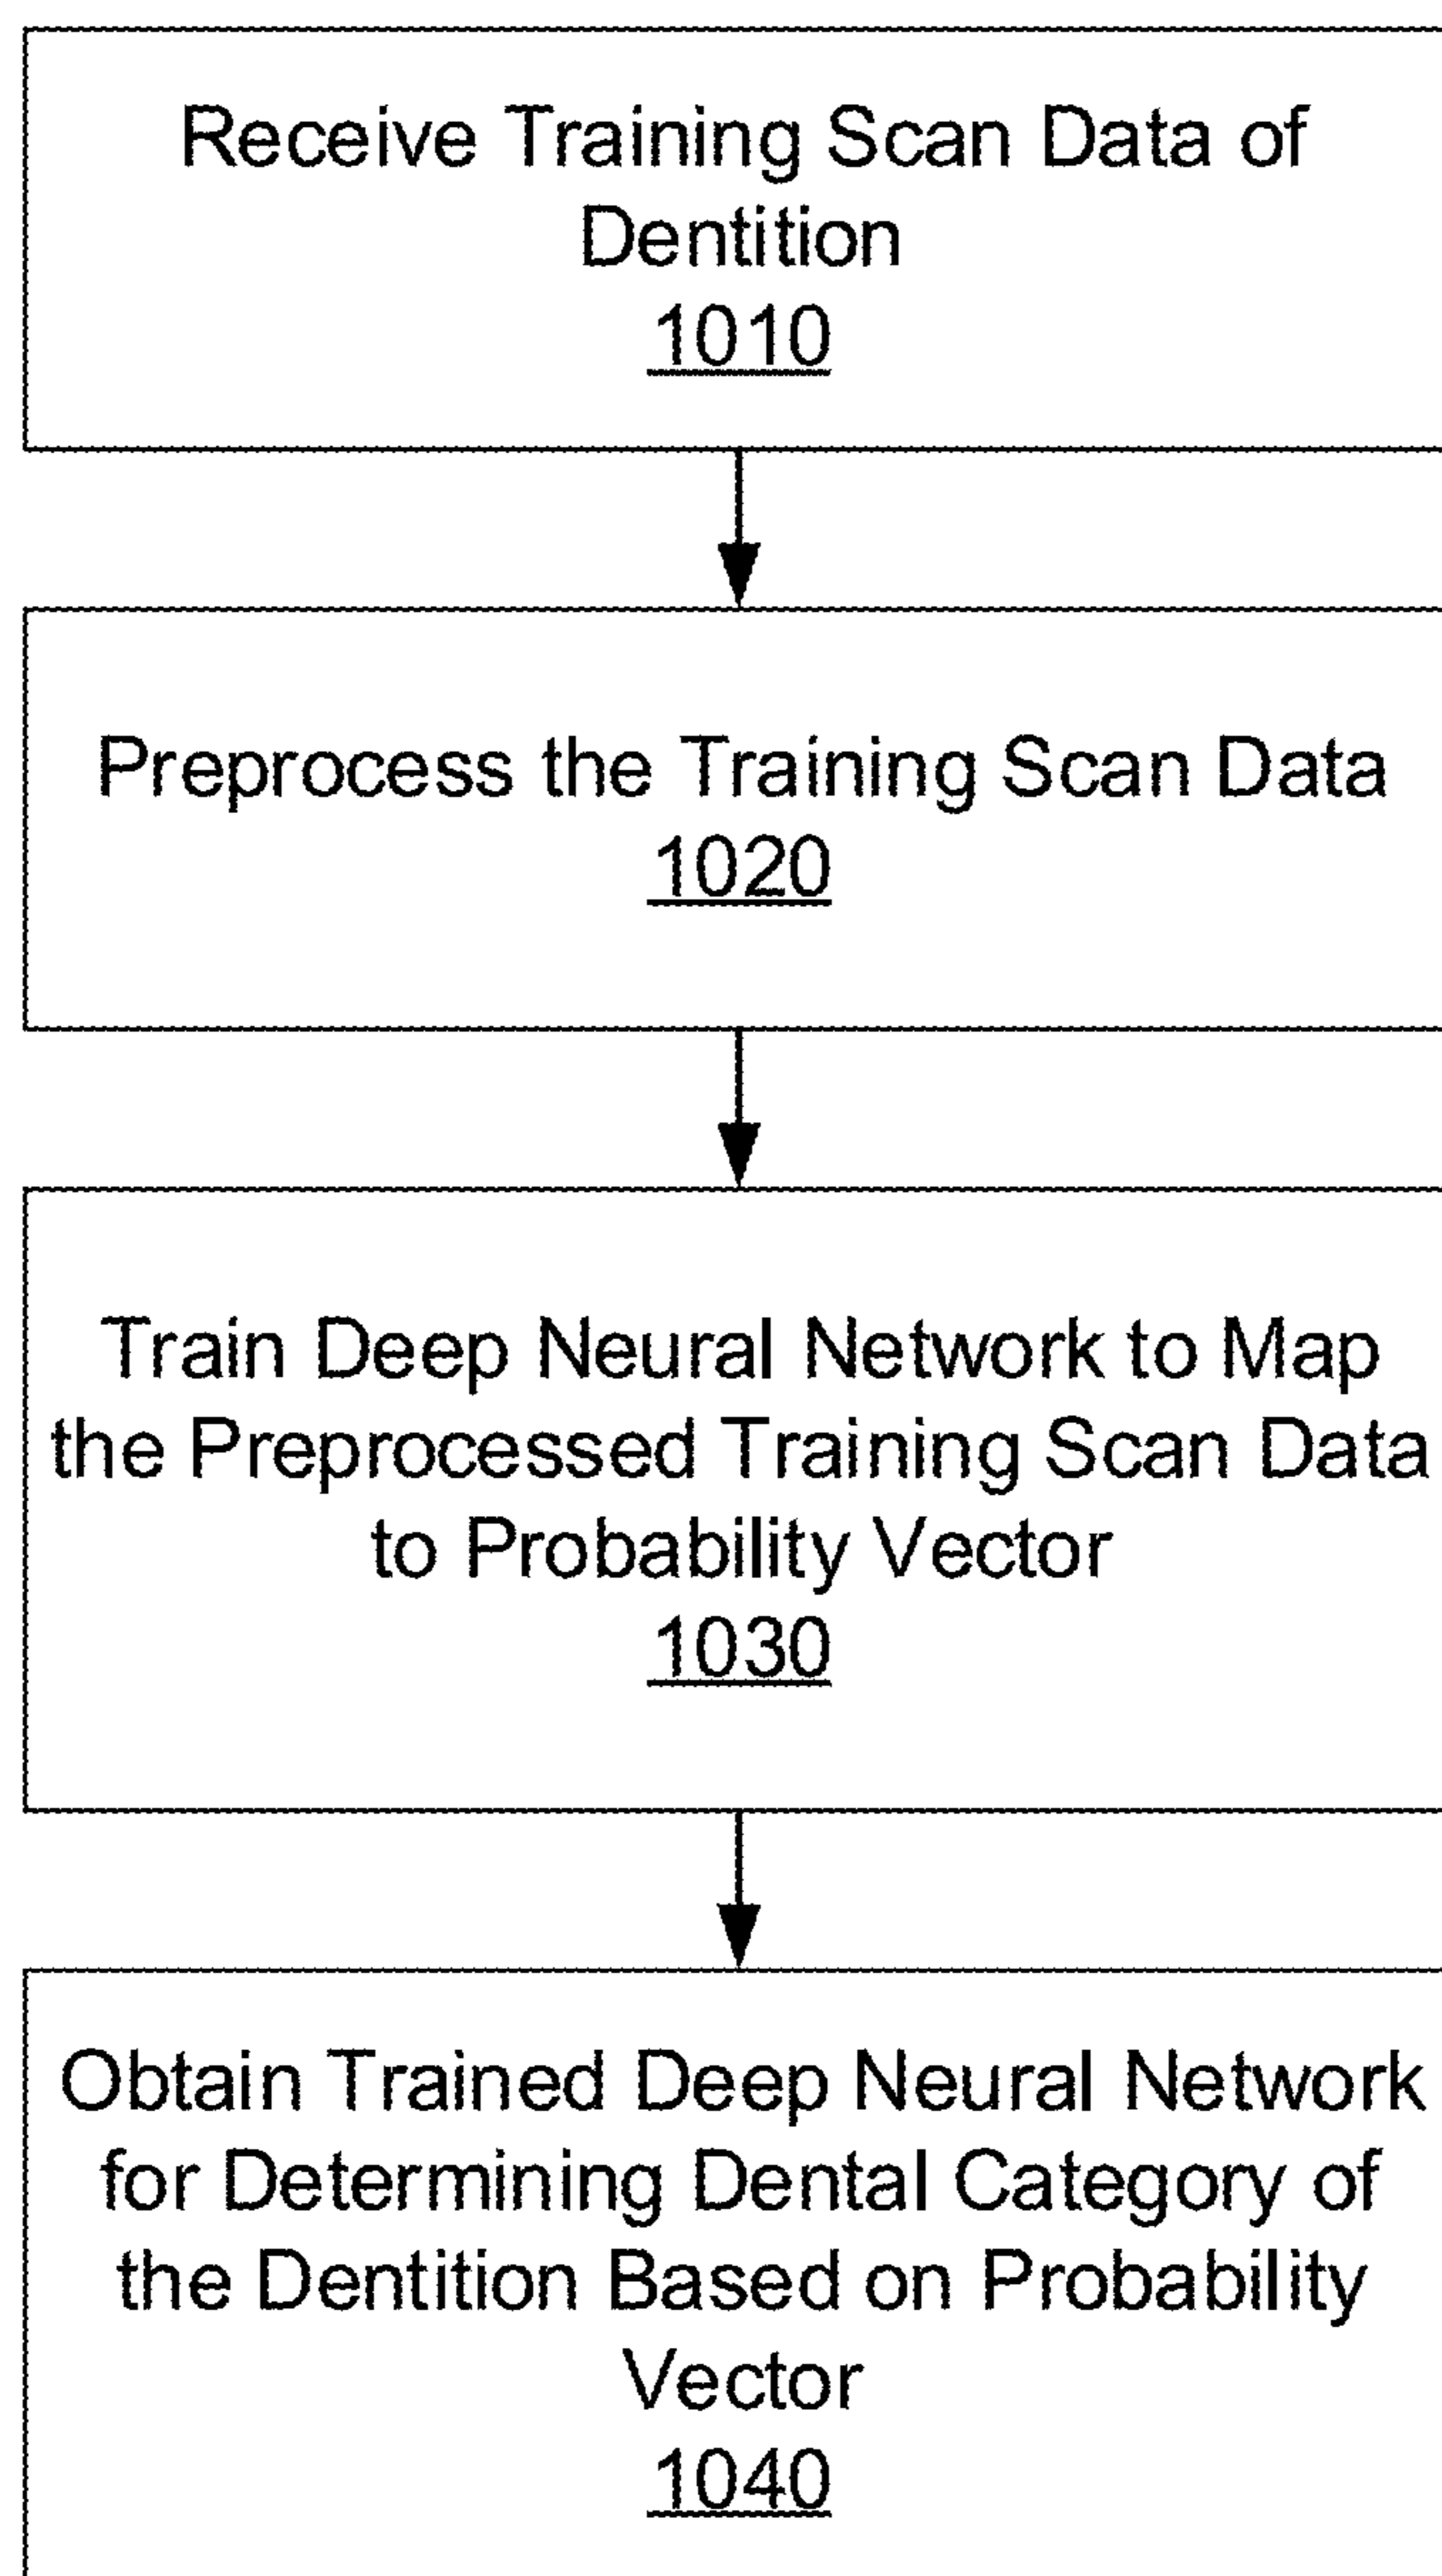 Receive Training Scan Data of
Dentition
1010
Preprocess the Training Scan Data
1020
Train Deep Neural Network to Map
the Preprocessed Training Scan Data
to Probability Vector
1030
Obtain Trained Deep Neural Network
for Determining Dental Category of
the Dentition Based on Probability
Vector
1040